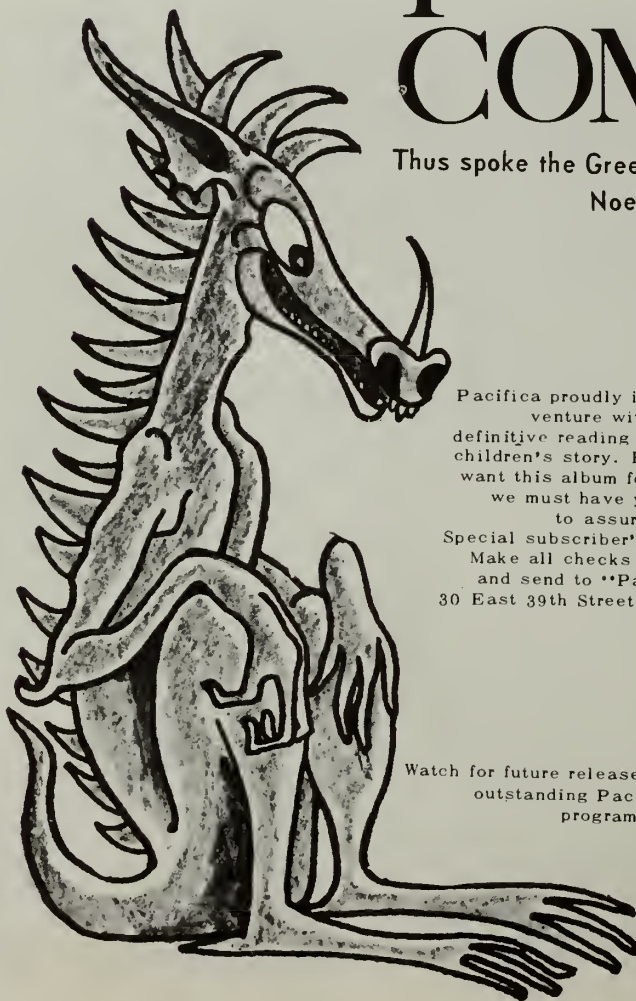 COM
Thus spoke the Gree
Noe
Pacifica proudly i
venture wit
definitive reading
children's story.
want this album fo
we must have y
to assur
Special subscriber'
Make all checks
and send to "Pa
30 East 39th Street
Watch for future release
outstanding Pac
program